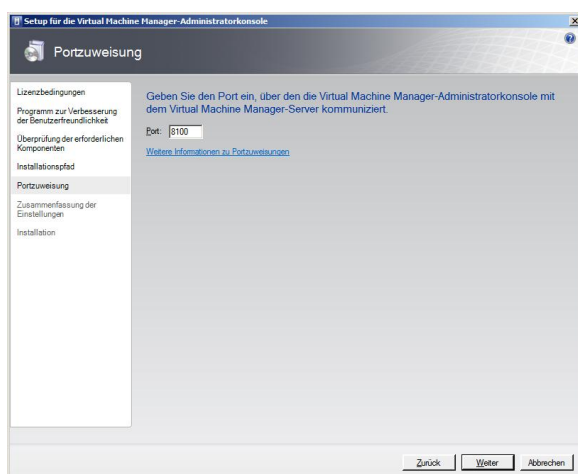 Setup für die Virtual Machine Manager-Administratorkonsole
Portzuweisung
Lizenzbedingungen
Programm zur Verbesserung
der Benutzerfreundlichkeit
Überprüfung der erforderlichen
Komponenten
Installationspfad
Portzuweisung
Zusammenfassung der
Einstellungen
Installation
Geben Sie den Port ein, über den die Virtual Machine Manager-Administratorkonsole mit
dem Virtual Machine Manager-Server kommuniziert.
Port: 8100
Weitere Informationen zu Portzuweisungen
Zurück Weiter Abbrechen